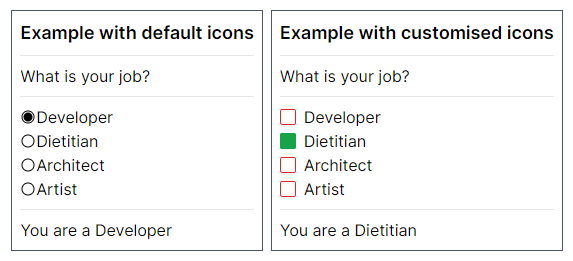 Example with default icons
What is your job?
Developer
Dietitian
Architect
Artist
You are a Developer
Example with customised icons
What is your job?
Developer
Dietitian
Architect
Artist
You are a Dietitian